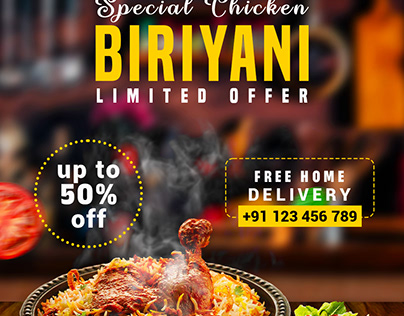 Special Chicken
BIRIYANI
LIMITED OFFER
up to
50%
off
FREE HOME
DELIVERY
+91 123 456 789